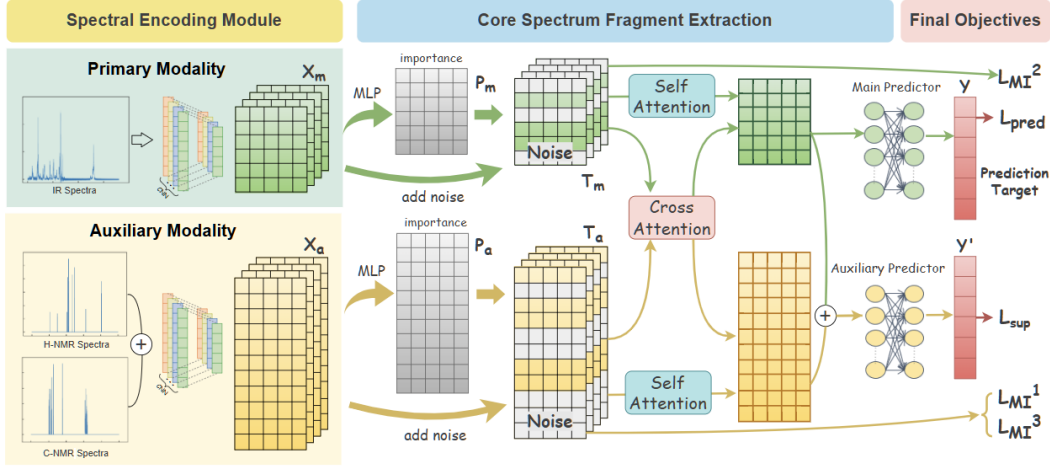 Spectral Encoding Module
Core Spectrum Fragment Extraction
Final Objectives
Primary Modality
Xm
IR Spectra
CNN
Auxiliary Modality
Xa
H-NMR Spectra
+
C-NMR Spectra
CNN
MLP
importance
Pm
add noise
Noise
Tm
MLP
importance
Pa
add noise
Ta
Noise
Self
Attention
Cross
Attention
Self
Attention
+
Main Predictor
Y
LMI2
Lpred
Prediction
Target
Auxiliary Predictor
Y'
Lsup
LMI1
LMI3